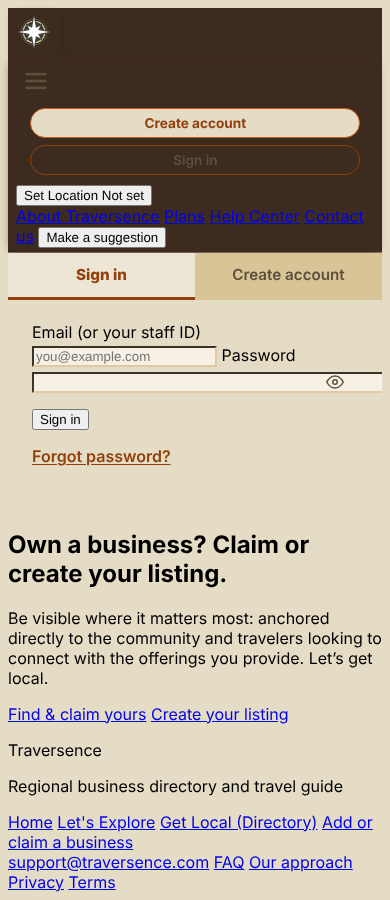 Create account
Sign in
Set Location Not set
About Traversence Plans Help Center Contact
us Make a suggestion
Sign in Create account
Email (or your staff ID)
you@example.com Password
Sign in
Forgot password?
Own a business? Claim or
create your listing.
Be visible where it matters most: anchored
directly to the community and travelers looking to
connect with the offerings you provide. Let’s get
local.
Find & claim yours Create your listing
Traversence
Regional business directory and travel guide
Home Let's Explore Get Local (Directory) Add or
claim a business
support@traversence.com FAQ Our approach
Privacy Terms